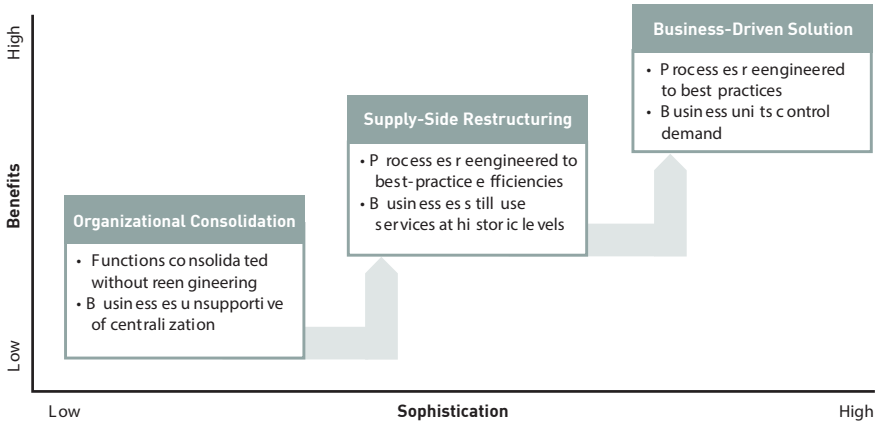 High
Benefits
Low
Business-Driven Solution
• Processes reengineered
to best practices
• Business units control
demand
Supply-Side Restructuring
• Processes reengineered to
best-practice efficiencies
• Businesses still use
services at historic levels
Organizational Consolidation
• Functions consolidated
without reengineering
• Businesses unsupportive
of centralization
Low
Sophistication
High